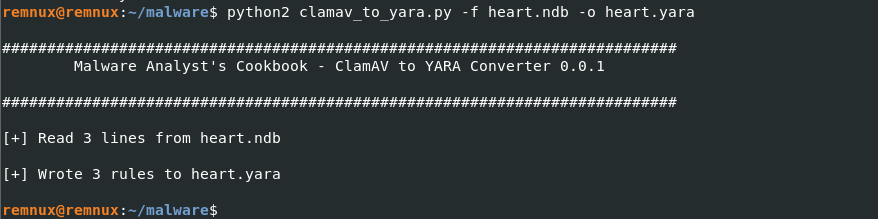 remnux@remnux:~/malware$ python2 clamav_to_yara.py -f heart.ndb -o heart.yara
###########################################################################
Malware Analyst's Cookbook - ClamAV to YARA Converter 0.0.1
###########################################################################
[+] Read 3 lines from heart.ndb
[+] Wrote 3 rules to heart.yara
remnux@remnux:~/malware$